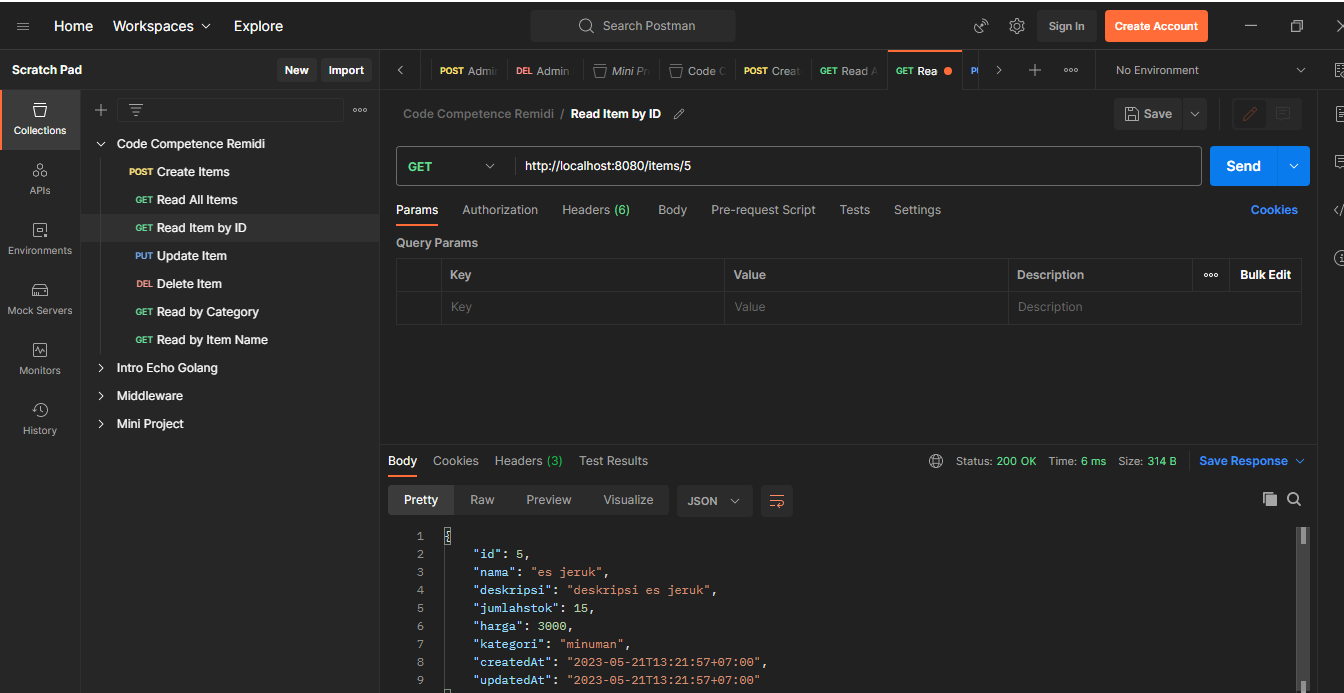 Home Workspaces Explore Search Postman Sign In Create Account
Scratch Pad New Import POST Admi DEL Admin Mini Pr Code C POST Creat GET Read A GET Rea No Environment
Collections
APIs
Environments
Mock Servers
Monitors
History
Code Competence Remidi
POST Create Items
GET Read All Items
GET Read Item by ID
PUT Update Item
DEL Delete Item
GET Read by Category
GET Read by Item Name
Intro Echo Golang
Middleware
Mini Project
Code Competence Remidi / Read Item by ID Save
GET http://localhost:8080/items/5 Send
Params Authorization Headers (6) Body Pre-request Script Tests Settings Cookies
Query Params
Key Value Description Bulk Edit
Key Value Description
Body Cookies Headers (3) Test Results Status: 200 OK Time: 6 ms Size: 314 B Save Response
Pretty Raw Preview Visualize JSON
1 {
2 "id": 5,
3 "nama": "es jeruk",
4 "deskripsi": "deskripsi es jeruk",
5 "jumlahstok": 15,
6 "harga": 3000,
7 "kategori": "minuman",
8 "createdAt": "2023-05-21T13:21:57+07:00",
9 "updatedAt": "2023-05-21T13:21:57+07:00"